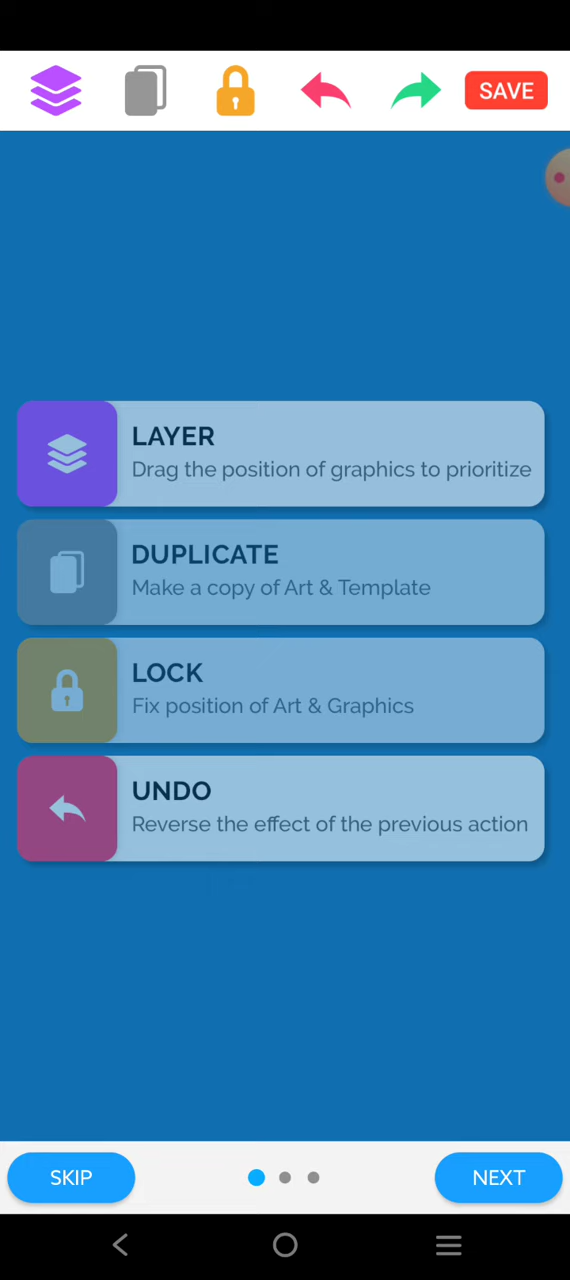 SAVE
LAYER
Drag the position of graphics to prioritize
DUPLICATE
Make a copy of Art & Template
LOCK
Fix position of Art & Graphics
UNDO
Reverse the effect of the previous action
SKIP
NEXT